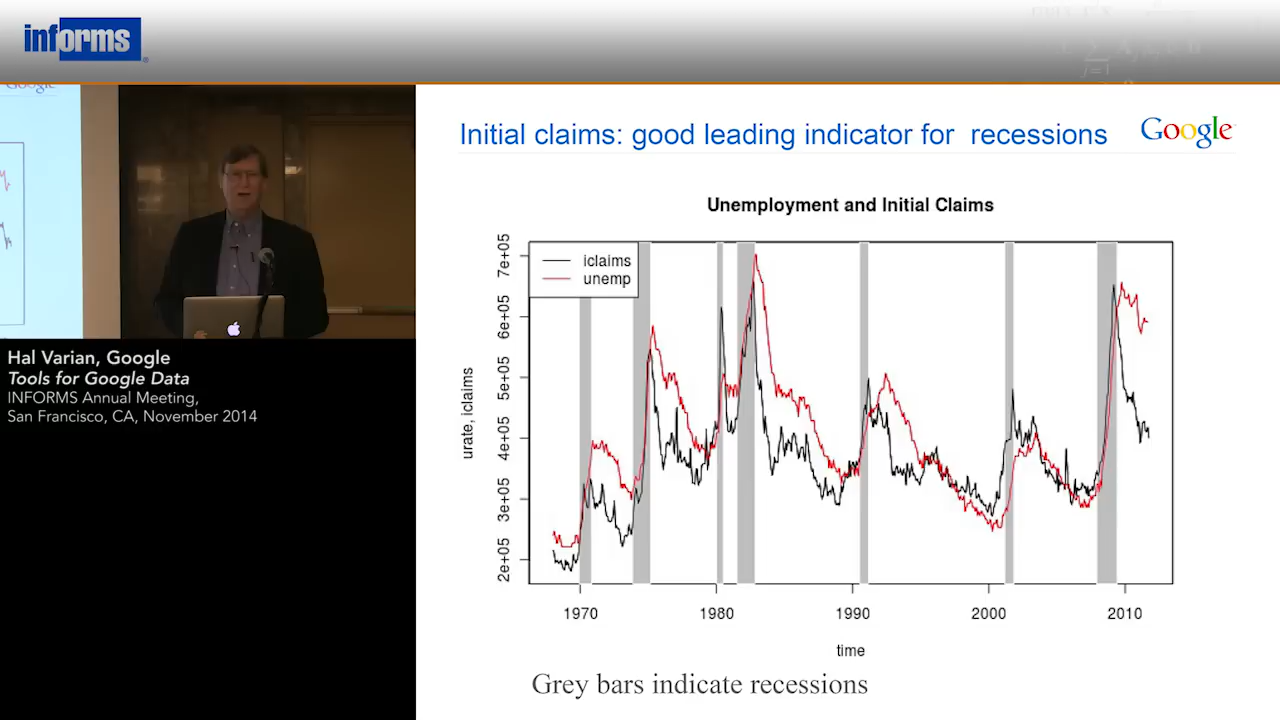 informs
Google
Hal Varian, Google
Tools for Google Data
INFORMS Annual Meeting,
San Francisco, CA, November 2014
Initial claims: good leading indicator for recessions
Google
Unemployment and Initial Claims
iclaims
unemp
urate, iclaims
7e+05
6e+05
5e+05
4e+05
3e+05
2e+05
1970
1980
1990
2000
2010
time
Grey bars indicate recessions